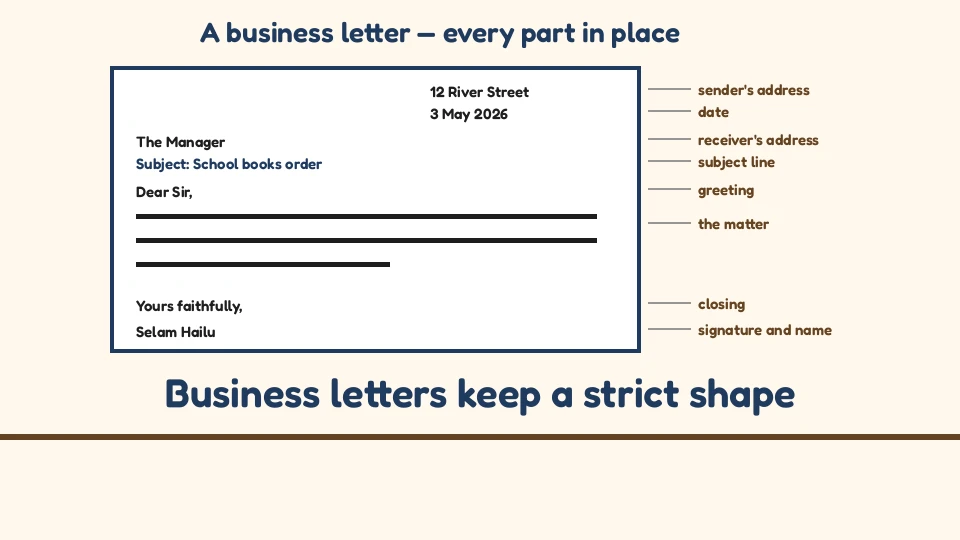 A business letter — every part in place
12 River Street
sender's address
3 May 2026
date
The Manager
receiver's address
Subject: School books order
subject line
Dear Sir,
greeting
the matter
Yours faithfully,
closing
Selam Hailu
signature and name
Business letters keep a strict shape